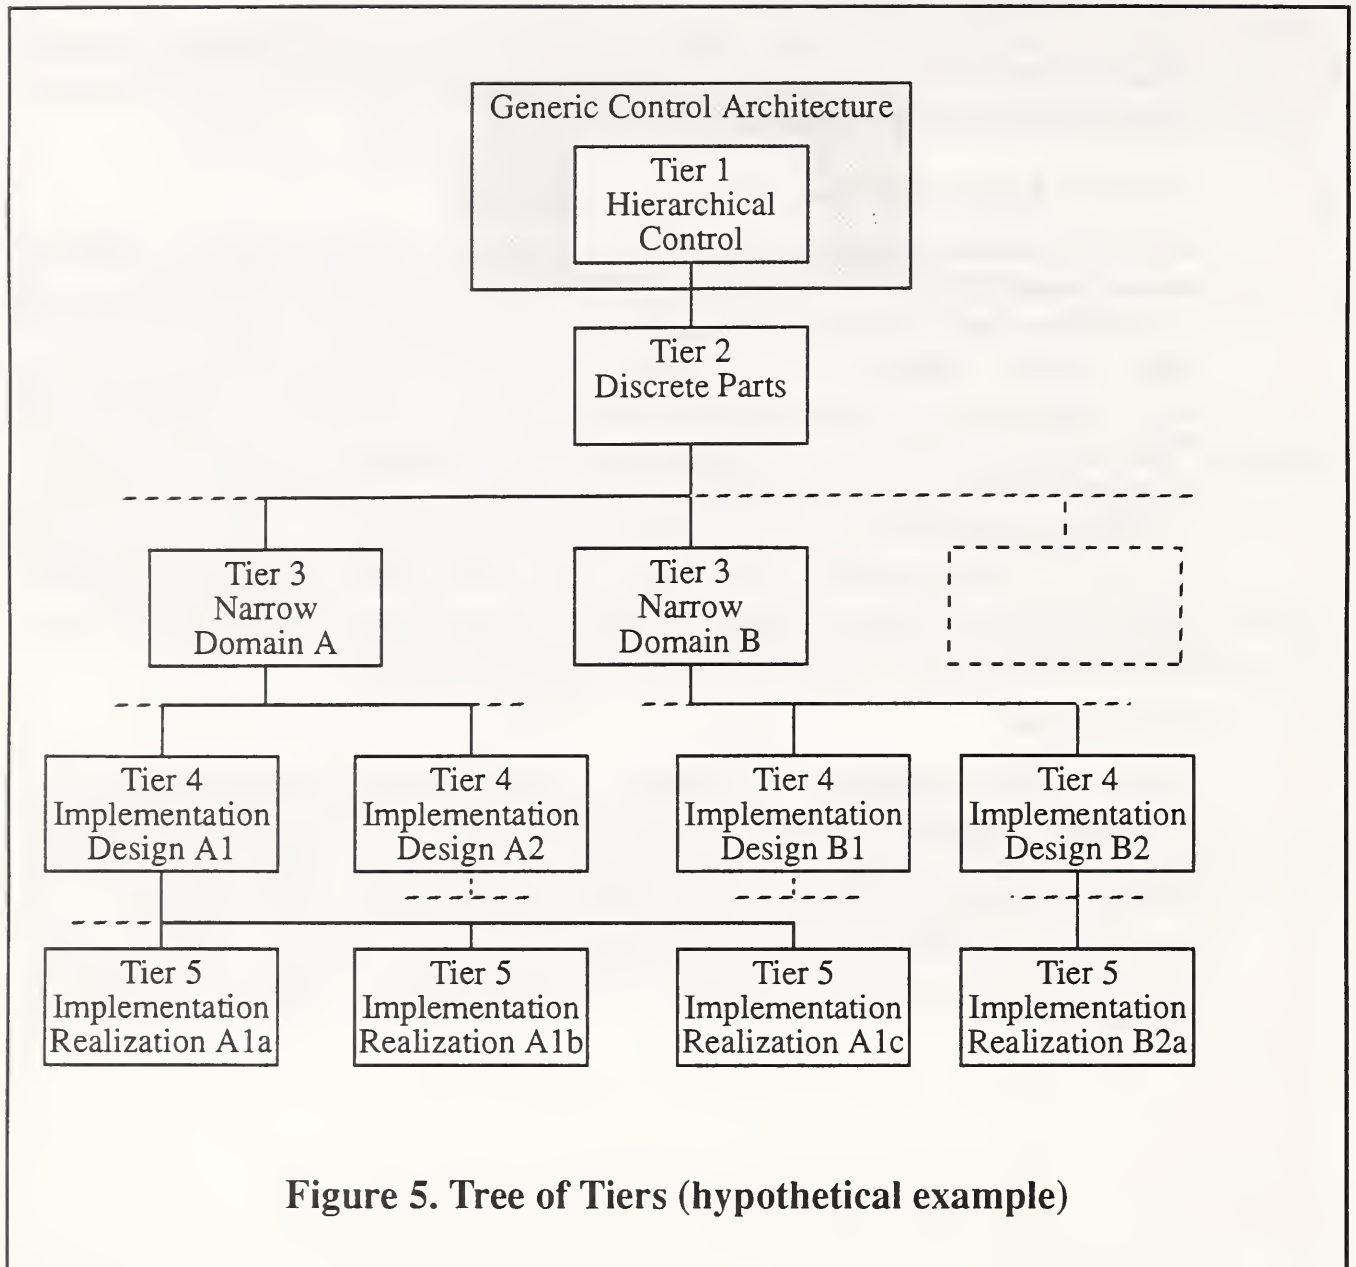 Generic Control Architecture
Tier 1
Hierarchical
Control
Tier 2
Discrete Parts
Tier 3
Narrow
Domain A
Tier 3
Narrow
Domain B
Tier 4
Implementation
Design A1
Tier 4
Implementation
Design A2
Tier 4
Implementation
Design B1
Tier 4
Implementation
Design B2
Tier 5
Implementation
Realization A1a
Tier 5
Implementation
Realization A1b
Tier 5
Implementation
Realization A1c
Tier 5
Implementation
Realization B2a
Figure 5. Tree of Tiers (hypothetical example)